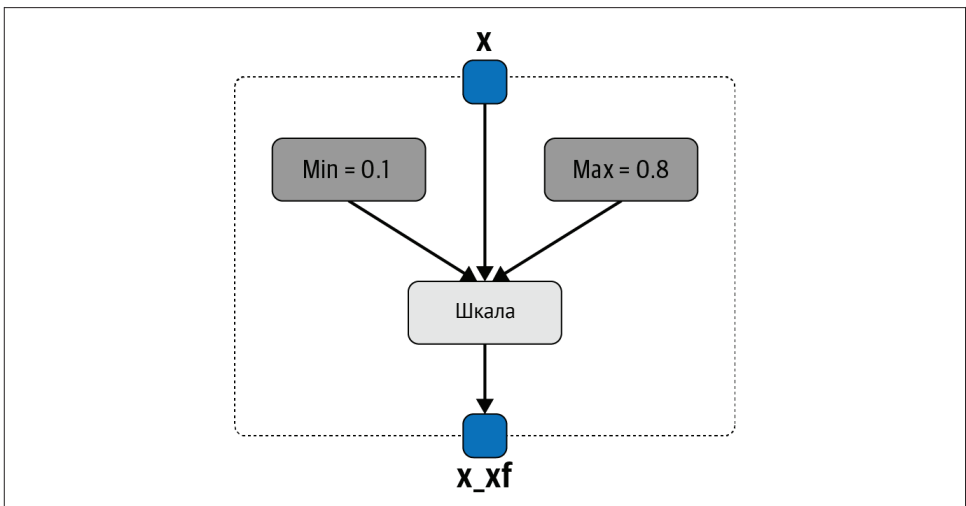 x
Min = 0.1
Max = 0.8
Шкала
x_xf